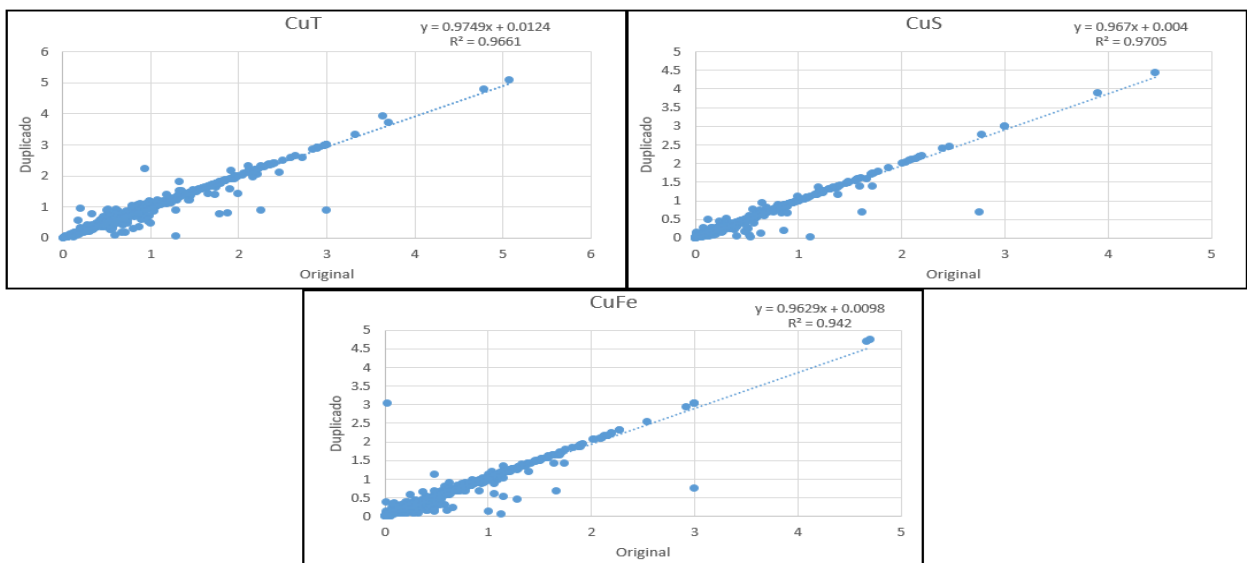 CuT
y = 0.9749x + 0.0124
R² = 0.9661
6
5
4
3
2
1
0
0 1 2 3 4 5 6
Duplicado
Original
CuS
y = 0.967x + 0.004
R² = 0.9705
5
4.5
4
3.5
3
2.5
2
1.5
1
0.5
0
0 1 2 3 4 5
Duplicado
Original
CuFe
y = 0.9629x + 0.0098
R² = 0.942
5
4.5
4
3.5
3
2.5
2
1.5
1
0.5
0
0 1 2 3 4 5
Duplicado
Original